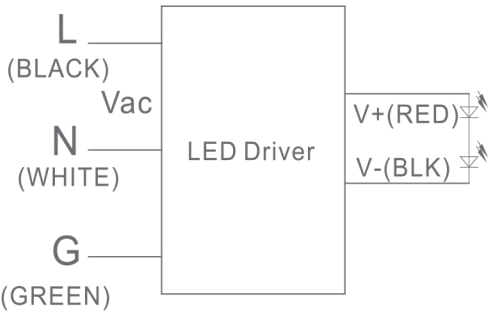 L
(BLACK)
Vac
N
(WHITE)
G
(GREEN)
LED Driver
V+(RED)
V-(BLK)